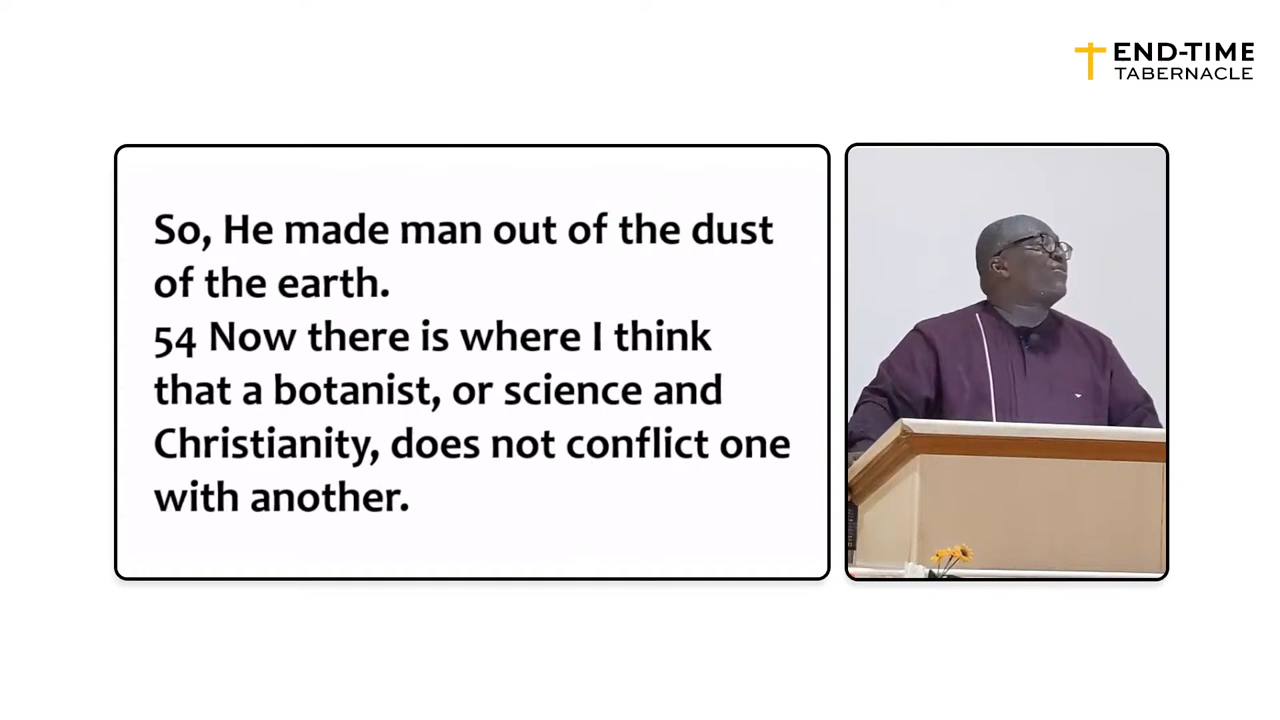 END-TIME
TABERNACLE
So, He made man out of the dust
of the earth.
54 Now there is where I think
that a botanist, or science and
Christianity, does not conflict one
with another.